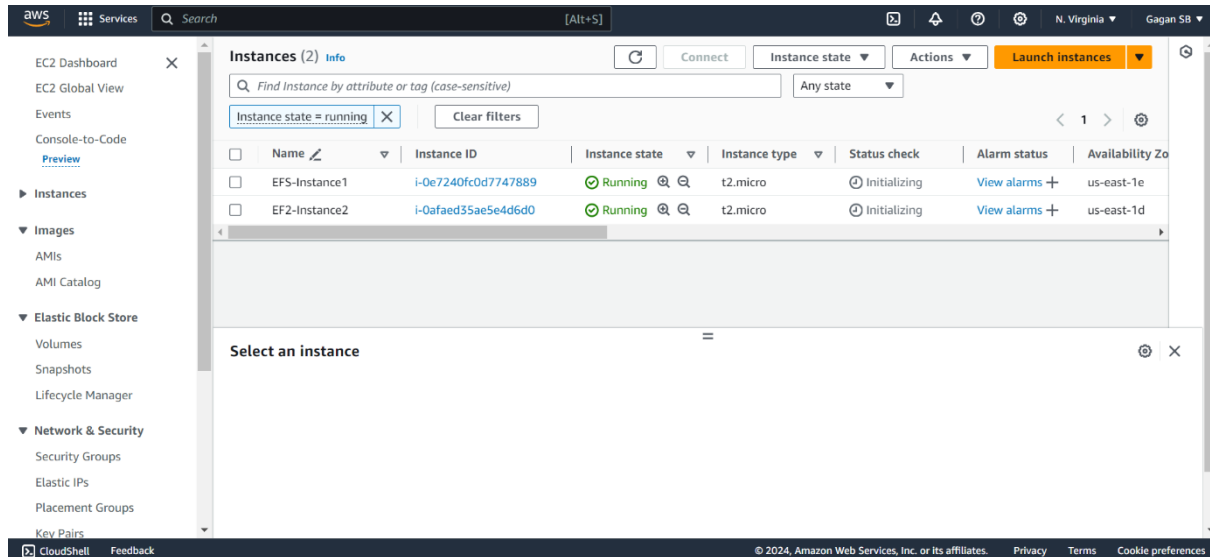 aws Services Search [Alt+S] N. Virginia Gagan SB
EC2 Dashboard
EC2 Global View
Events
Console-to-Code
Preview
Instances
Images
AMIs
AMI Catalog
Elastic Block Store
Volumes
Snapshots
Lifecycle Manager
Network & Security
Security Groups
Elastic IPs
Placement Groups
Key Pairs
Instances (2) Info Connect Instance state Actions Launch instances
Find Instance by attribute or tag (case-sensitive) Any state
Instance state = running Clear filters 1
Name Instance ID Instance state Instance type Status check Alarm status Availability Zo
EFS-Instance1 i-0e7240fc0d7747889 Running t2.micro Initializing View alarms + us-east-1e
EF2-Instance2 i-0afaed35ae5e4d6d0 Running t2.micro Initializing View alarms + us-east-1d
Select an instance
CloudShell Feedback © 2024, Amazon Web Services, Inc. or its affiliates. Privacy Terms Cookie preferences